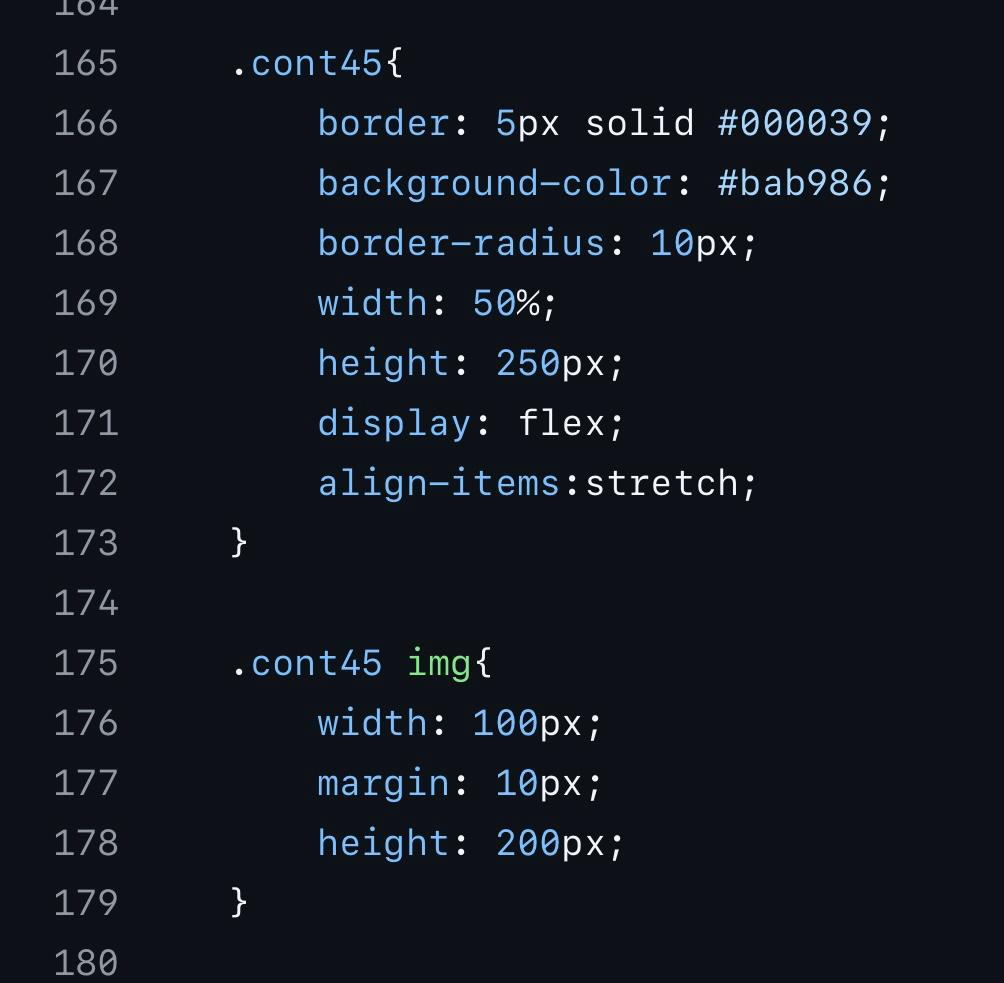 164
165 .cont45{
166 border: 5px solid #000039;
167 background-color: #bab986;
168 border-radius: 10px;
169 width: 50%;
170 height: 250px;
171 display: flex;
172 align-items:stretch;
173 }
174
175 .cont45 img{
176 width: 100px;
177 margin: 10px;
178 height: 200px;
179 }
180